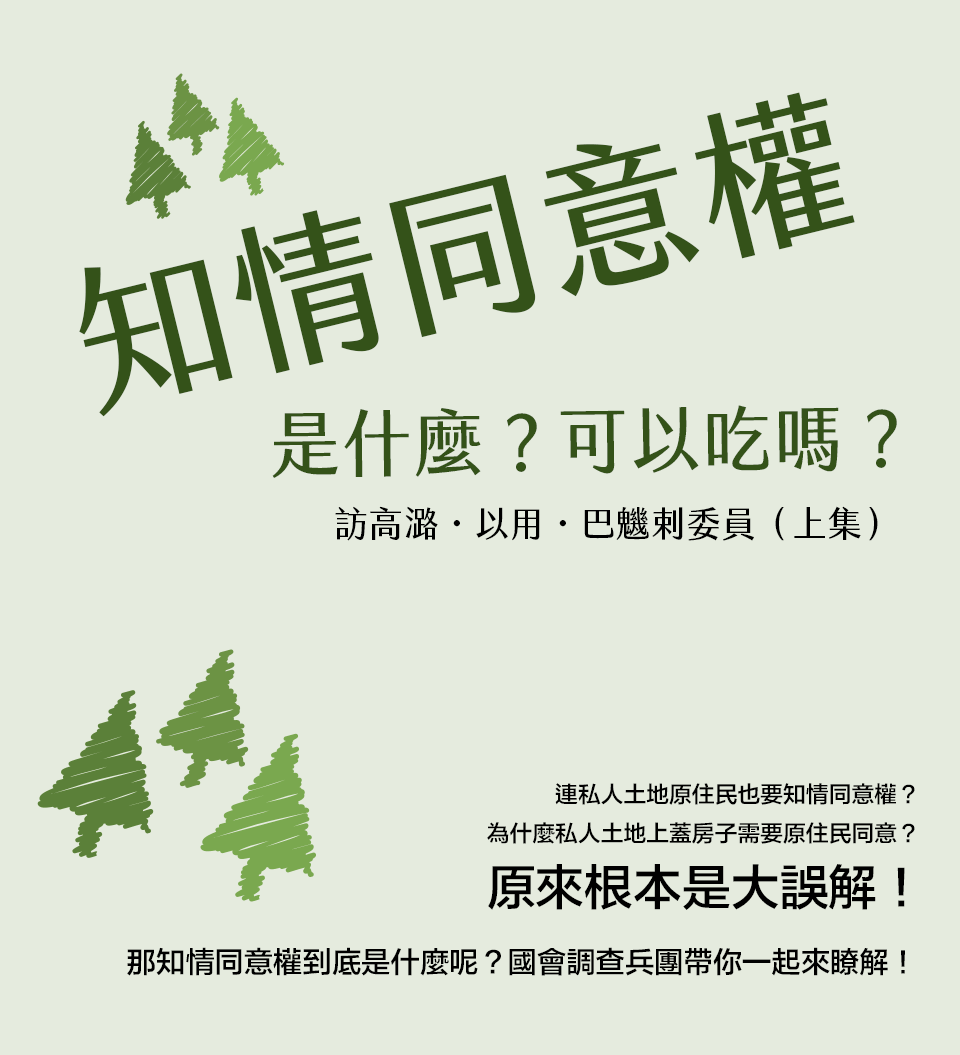 知情同意權
是什麼？可以吃嗎？
訪高潞．以用．巴魕剌委員（上集）
連私人土地原住民也要知情同意權？
為什麼私人土地上蓋房子需要原住民同意？
原來根本是大誤解！
那知情同意權到底是什麼呢？國會調查兵團帶你一起來瞭解！